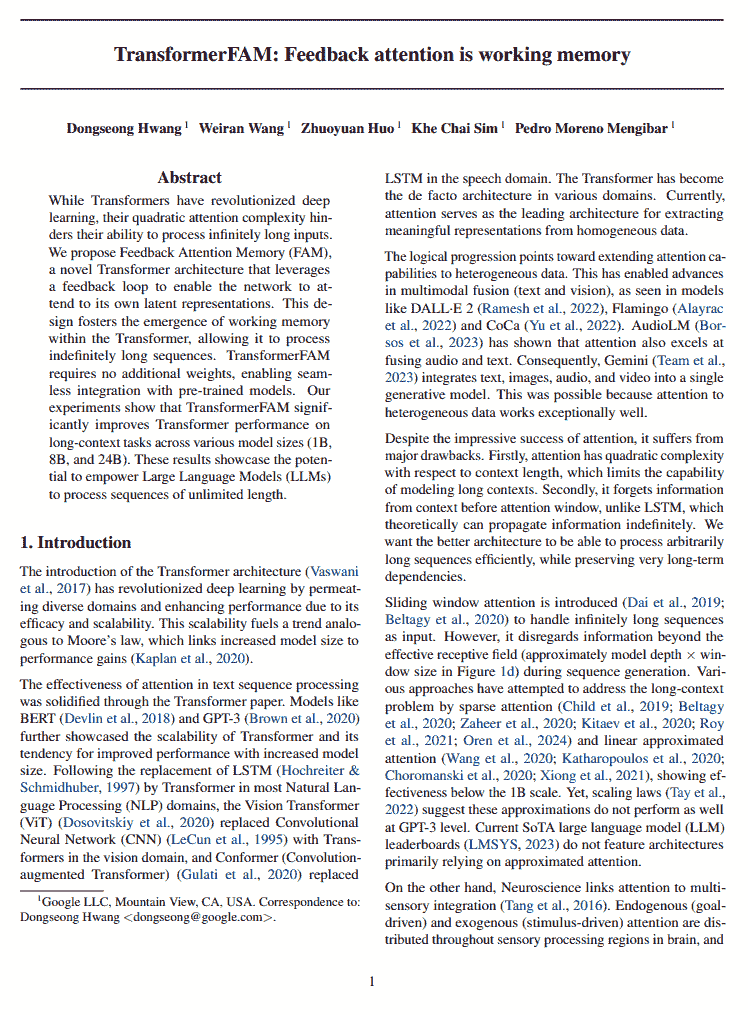 TransformerFAM: Feedback attention is working memory
Dongseong Hwang 1 Weiran Wang 1 Zhuoyuan Huo 1 Khe Chai Sim 1 Pedro Moreno Mengibar 1
Abstract
While Transformers have revolutionized deep
learning, their quadratic attention complexity hin-
ders their ability to process infinitely long inputs.
We propose Feedback Attention Memory (FAM),
a novel Transformer architecture that leverages
a feedback loop to enable the network to at-
tend to its own latent representations. This de-
sign fosters the emergence of working memory
within the Transformer, allowing it to process
indefinitely long sequences. TransformerFAM
requires no additional weights, enabling seam-
less integration with pre-trained models. Our
experiments show that TransformerFAM signif-
icantly improves Transformer performance on
long-context tasks across various model sizes (1B,
8B, and 24B). These results showcase the poten-
tial to empower Large Language Models (LLMs)
to process sequences of unlimited length.
1. Introduction
The introduction of the Transformer architecture (Vaswani
et al., 2017) has revolutionized deep learning by permeat-
ing diverse domains and enhancing performance due to its
efficacy and scalability. This scalability fuels a trend analo-
gous to Moore's law, which links increased model size to
performance gains (Kaplan et al., 2020).
The effectiveness of attention in text sequence processing
was solidified through the Transformer paper. Models like
BERT (Devlin et al., 2018) and GPT-3 (Brown et al., 2020)
further showcased the scalability of Transformer and its
tendency for improved performance with increased model
size. Following the replacement of LSTM (Hochreiter &
Schmidhuber, 1997) by Transformer in most Natural Lan-
guage Processing (NLP) domains, the Vision Transformer
(ViT) (Dosovitskiy et al., 2020) replaced Convolutional
Neural Network (CNN) (LeCun et al., 1995) with Trans-
formers in the vision domain, and Conformer (Convolution-
augmented Transformer) (Gulati et al., 2020) replaced
1Google LLC, Mountain View, CA, USA. Correspondence to:
Dongseong Hwang <dongseong@google.com>.
LSTM in the speech domain. The Transformer has become
the de facto architecture in various domains. Currently,
attention serves as the leading architecture for extracting
meaningful representations from homogeneous data.
The logical progression points toward extending attention ca-
pabilities to heterogeneous data. This has enabled advances
in multimodal fusion (text and vision), as seen in models
like DALL·E 2 (Ramesh et al., 2022), Flamingo (Alayrac
et al., 2022) and CoCa (Yu et al., 2022). AudioLM (Bor-
sos et al., 2023) has shown that attention also excels at
fusing audio and text. Consequently, Gemini (Team et al.,
2023) integrates text, images, audio, and video into a single
generative model. This was possible because attention to
heterogeneous data works exceptionally well.
Despite the impressive success of attention, it suffers from
major drawbacks. Firstly, attention has quadratic complexity
with respect to context length, which limits the capability
of modeling long contexts. Secondly, it forgets information
from context before attention window, unlike LSTM, which
theoretically can propagate information indefinitely. We
want the better architecture to be able to process arbitrarily
long sequences efficiently, while preserving very long-term
dependencies.
Sliding window attention is introduced (Dai et al., 2019;
Beltagy et al., 2020) to handle infinitely long sequences
as input. However, it disregards information beyond the
effective receptive field (approximately model depth × win-
dow size in Figure 1d) during sequence generation. Vari-
ous approaches have attempted to address the long-context
problem by sparse attention (Child et al., 2019; Beltagy
et al., 2020; Zaheer et al., 2020; Kitaev et al., 2020; Roy
et al., 2021; Oren et al., 2024) and linear approximated
attention (Wang et al., 2020; Katharopoulos et al., 2020;
Choromanski et al., 2020; Xiong et al., 2021), showing ef-
fectiveness below the 1B scale. Yet, scaling laws (Tay et al.,
2022) suggest these approximations do not perform as well
at GPT-3 level. Current SoTA large language model (LLM)
leaderboards (LMSYS, 2023) do not feature architectures
primarily relying on approximated attention.
On the other hand, Neuroscience links attention to multi-
sensory integration (Tang et al., 2016). Endogenous (goal-
driven) and exogenous (stimulus-driven) attention are dis-
tributed throughout sensory processing regions in brain, and
1